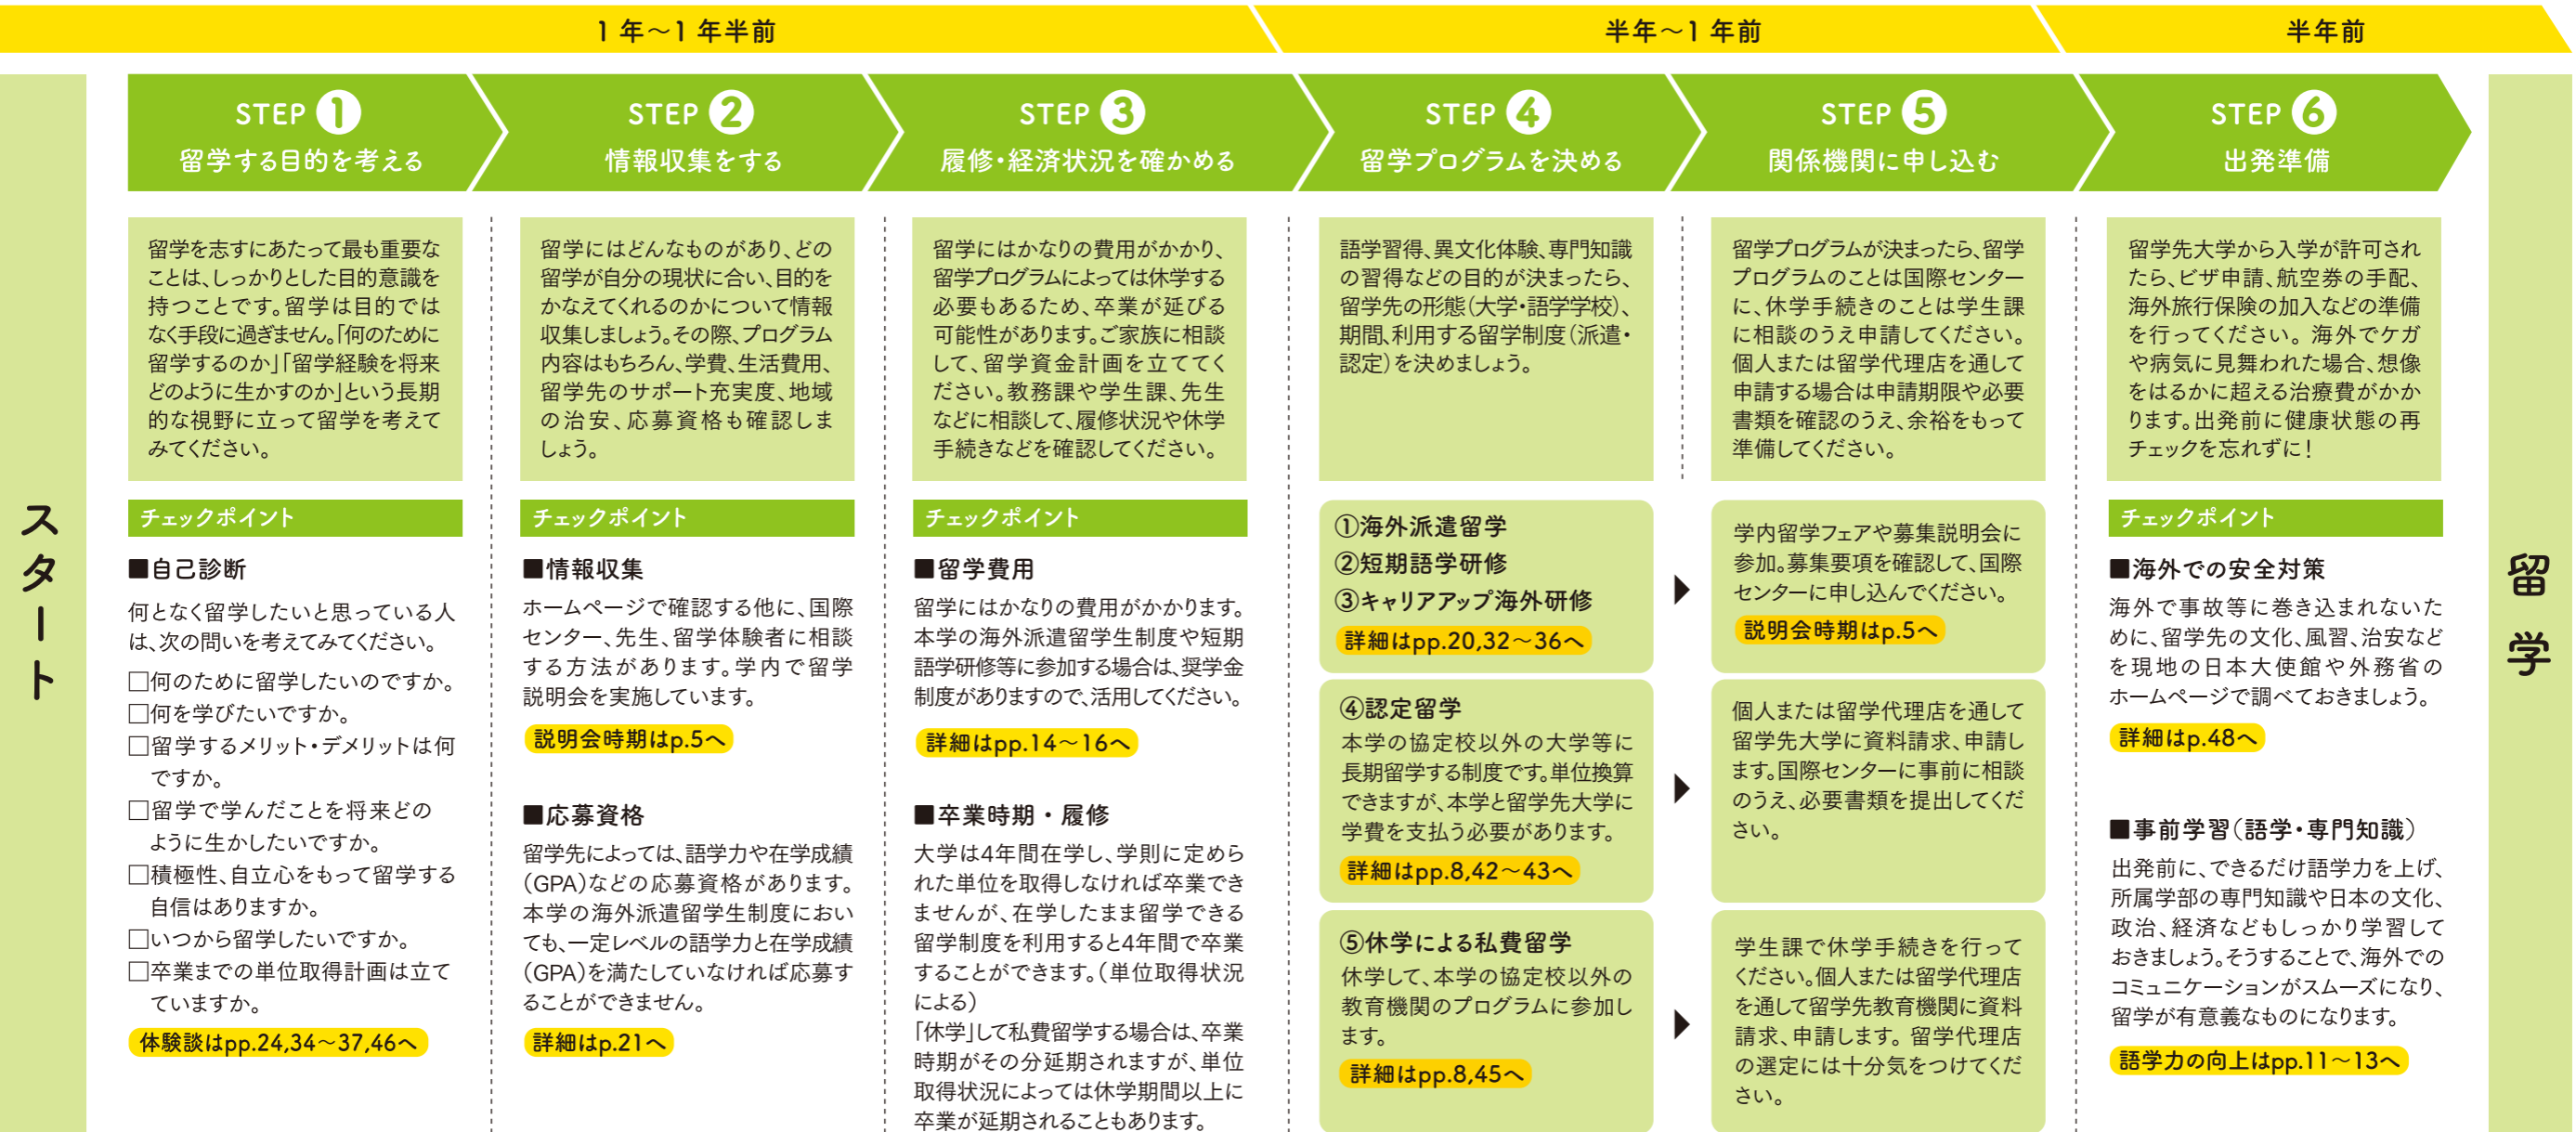 1年〜1年半前
半年〜1年前
半年前
スタート
STEP 1
留学する目的を考える
留学を志すにあたって最も重要な
ことは、しっかりとした目的意識を
持つことです。留学は目的では
なく手段に過ぎません。「何のために
留学するのか」「留学経験を将来
どのように生かすのか」という長期
的な視野に立って留学を考えて
みてください。
チェックポイント
■自己診断
何となく留学したいと思っている人
は、次の問いを考えてみてください。
□何のために留学したいのですか。
□何を学びたいですか。
□留学するメリット・デメリットは何
ですか。
□留学で学んだことを将来どの
ように生かしたいですか。
□積極性、自立心をもって留学する
自信はありますか。
□いつから留学したいですか。
□卒業までの単位取得計画は立て
ていますか。
体験談はpp.24,34〜37,46へ
STEP 2
情報収集をする
留学にはどんなものがあり、どの
留学が自分の現状に合い、目的を
かなえてくれるのかについて情報
収集しましょう。その際、プログラム
内容はもちろん、学費、生活費用、
留学先のサポート充実度、地域
の治安、応募資格も確認しま
しょう。
チェックポイント
■情報収集
ホームページで確認する他に、国際
センター、先生、留学体験者に相談
する方法があります。学内で留学
説明会を実施しています。
説明会時期はp.5へ
■応募資格
留学先によっては、語学力や在学成績
（GPA）などの応募資格があります。
本学の海外派遣留学生制度におい
ても、一定レベルの語学力と在学成績
（GPA）を満たしていなければ応募す
ることができません。
詳細はp.21へ
STEP 3
履修・経済状況を確かめる
留学にはかなりの費用がかかり、
留学プログラムによっては休学する
必要もあるため、卒業が延びる
可能性があります。ご家族に相談
して、留学資金計画を立ててく
ださい。教務課や学生課、先生
などに相談して、履修状況や休学
手続きなどを確認してください。
チェックポイント
■留学費用
留学にはかなりの費用がかかります。
本学の海外派遣留学生制度や短期
語学研修等に参加する場合は、奨学金
制度がありますので、活用してください。
詳細はpp.14〜16へ
■卒業時期・履修
大学は4年間在学し、学則に定めら
れた単位を取得しなければ卒業でき
ませんが、在学したまま留学できる
留学制度を利用すると4年間で卒業
することができます。（単位取得状況
による）
「休学」して私費留学する場合は、卒業
時期がその分延期されますが、単位
取得状況によっては休学期間以上に
卒業が延期されることもあります。
STEP 4
留学プログラムを決める
語学習得、異文化体験、専門知識
の習得などの目的が決まったら、
留学先の形態（大学・語学学校）、
期間、利用する留学制度（派遣・
認定）を決めましょう。
①海外派遣留学
②短期語学研修
③キャリアアップ海外研修
詳細はpp.20,32〜36へ
④認定留学
本学の協定校以外の大学等に
長期留学する制度です。単位換算
できますが、本学と留学先大学に
学費を支払う必要があります。
詳細はpp.8,42〜43へ
⑤休学による私費留学
休学して、本学の協定校以外の
教育機関のプログラムに参加し
ます。
詳細はpp.8,45へ
STEP 5
関係機関に申し込む
留学プログラムが決まったら、留学
プログラムのことは国際センター
に、休学手続きのことは学生課
に相談のうえ申請してください。
個人または留学代理店を通して
申請する場合は申請期限や必要
書類を確認のうえ、余裕をもって
準備してください。
学内留学フェアや募集説明会に
参加。募集要項を確認して、国際
センターに申し込んでください。
説明会時期はp.5へ
個人または留学代理店を通して
留学先大学に資料請求、申請し
ます。国際センターに事前に相談
のうえ、必要書類を提出してくだ
さい。
学生課で休学手続きを行って
ください。個人または留学代理店
を通して留学先教育機関に資料
請求、申請します。留学代理店
の選定には十分気をつけてくだ
さい。
STEP 6
出発準備
留学先大学から入学が許可され
たら、ビザ申請、航空券の手配、
海外旅行保険の加入などの準備
を行ってください。海外でケガ
や病気に見舞われた場合、想像
をはるかに超える治療費がかか
ります。出発前に健康状態の再
チェックを忘れずに！
チェックポイント
■海外での安全対策
海外で事故等に巻き込まれないた
めに、留学先の文化、風習、治安など
を現地の日本大使館や外務省の
ホームページで調べておきましょう。
詳細はp.48へ
■事前学習（語学・専門知識）
出発前に、できるだけ語学力を上げ、
所属学部の専門知識や日本の文化、
政治、経済などもしっかり学習して
おきましょう。そうすることで、海外での
コミュニケーションがスムーズになり、
留学が有意義なものになります。
語学力の向上はpp.11〜13へ
留学